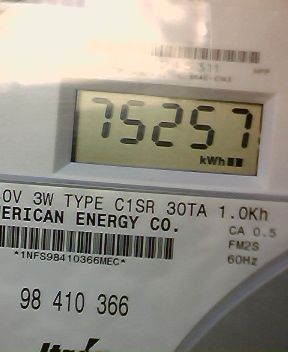 311
75257
kWh
0V 3W TYPE C1SR 30TA 1.0Kh
ERICAN ENERGY CO.
CA 0.5
FM2S
*1NFS98410366MEC*
60Hz
98 410 366